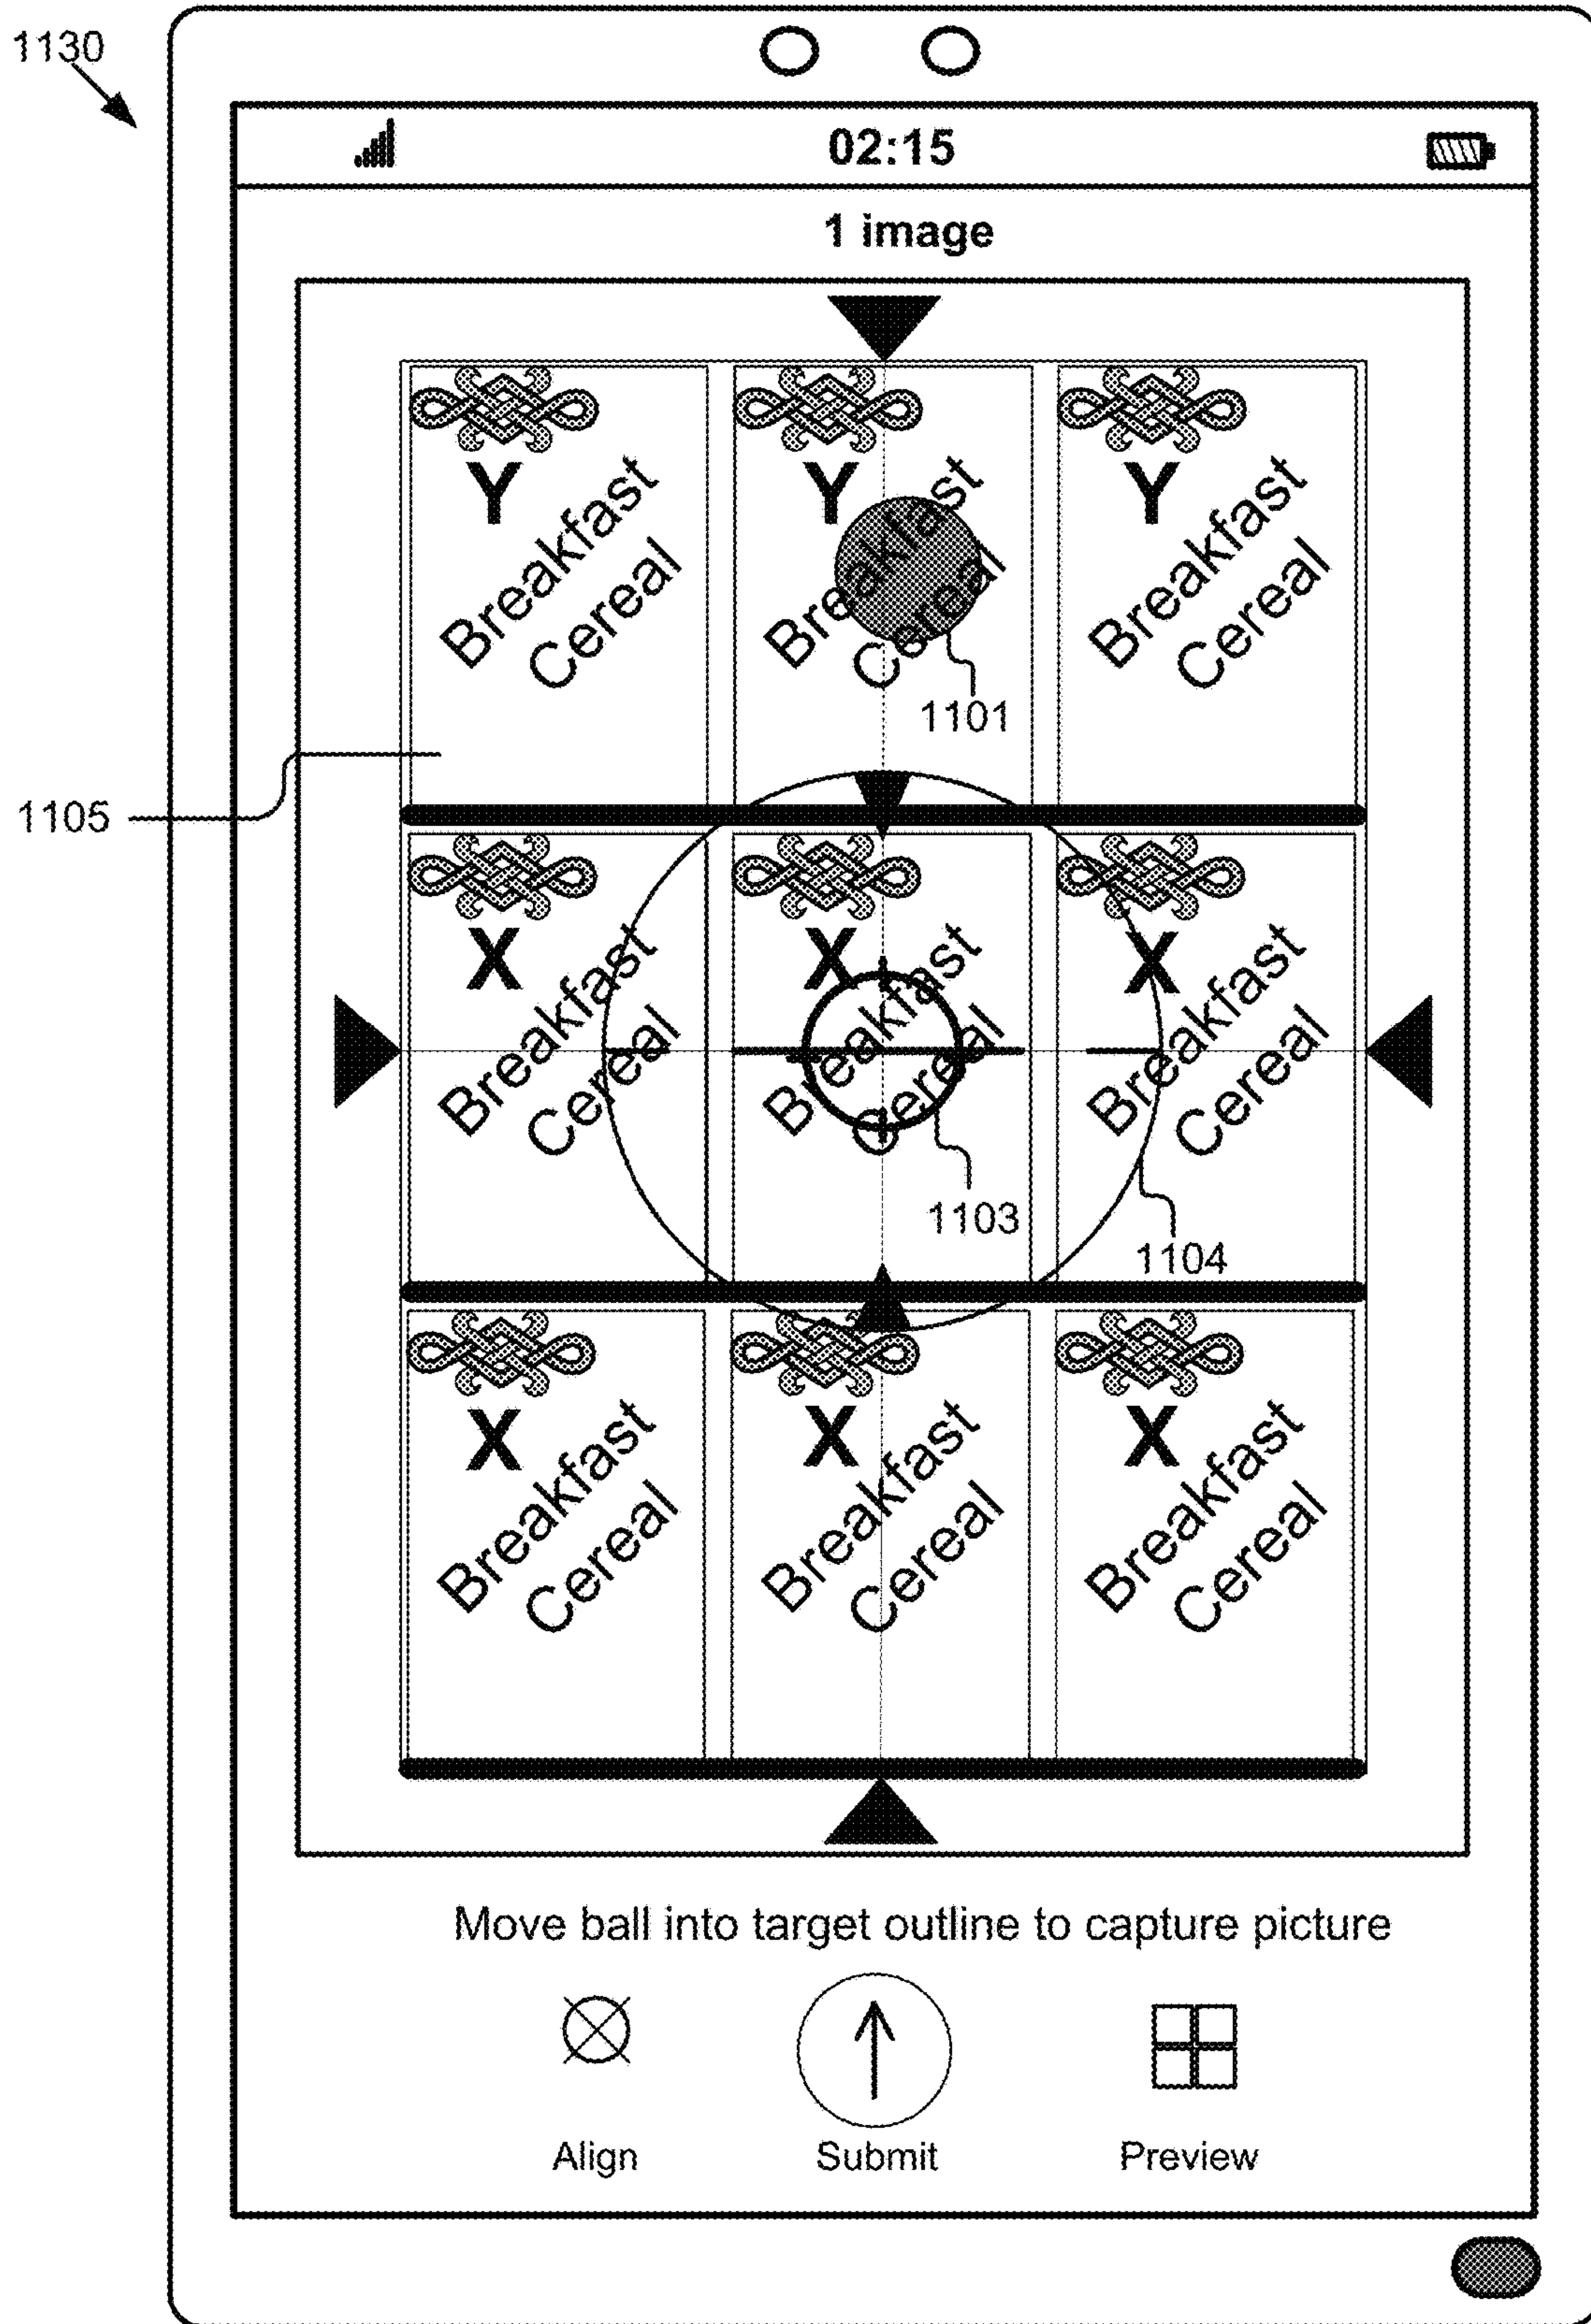 1130
02:15
1 image
Y Y Y
Breakfast Breakfast Breakfast
Cereal Cereal Cereal
1101
1105
X X X
Breakfast Breakfast Breakfast
Cereal Cereal Cereal
1103
1104
X X X
Breakfast Breakfast Breakfast
Cereal Cereal Cereal
Move ball into target outline to capture picture
Align Submit Preview